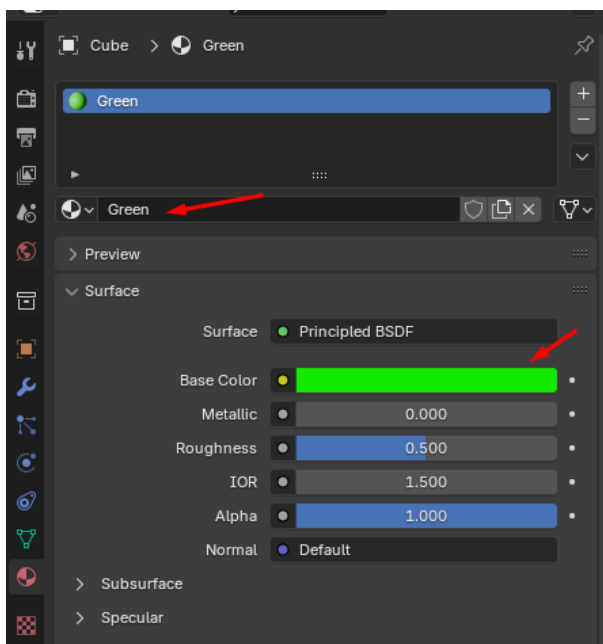 Cube > Green
Green
Green
Preview
Surface
Surface Principled BSDF
Base Color
Metallic 0.000
Roughness 0.500
IOR 1.500
Alpha 1.000
Normal Default
Subsurface
Specular